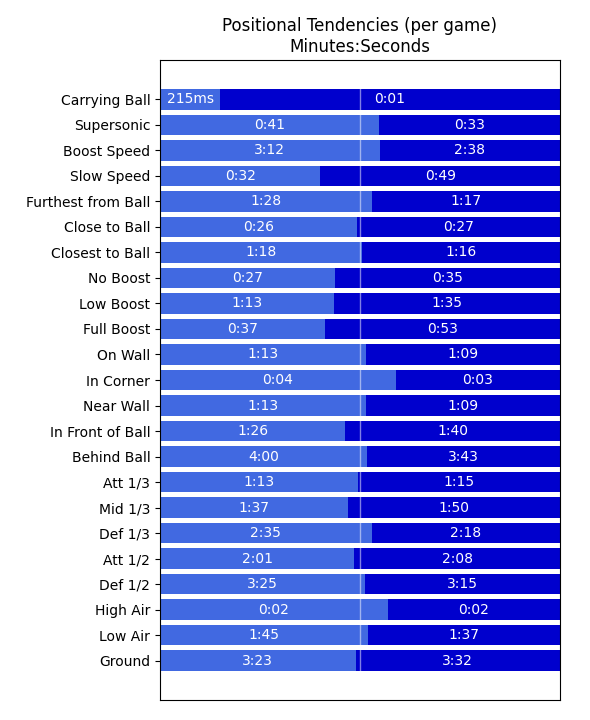 Positional Tendencies (per game)
Minutes:Seconds
Carrying Ball 215ms 0:01
Supersonic 0:41 0:33
Boost Speed 3:12 2:38
Slow Speed 0:32 0:49
Furthest from Ball 1:28 1:17
Close to Ball 0:26 0:27
Closest to Ball 1:18 1:16
No Boost 0:27 0:35
Low Boost 1:13 1:35
Full Boost 0:37 0:53
On Wall 1:13 1:09
In Corner 0:04 0:03
Near Wall 1:13 1:09
In Front of Ball 1:26 1:40
Behind Ball 4:00 3:43
Att 1/3 1:13 1:15
Mid 1/3 1:37 1:50
Def 1/3 2:35 2:18
Att 1/2 2:01 2:08
Def 1/2 3:25 3:15
High Air 0:02 0:02
Low Air 1:45 1:37
Ground 3:23 3:32